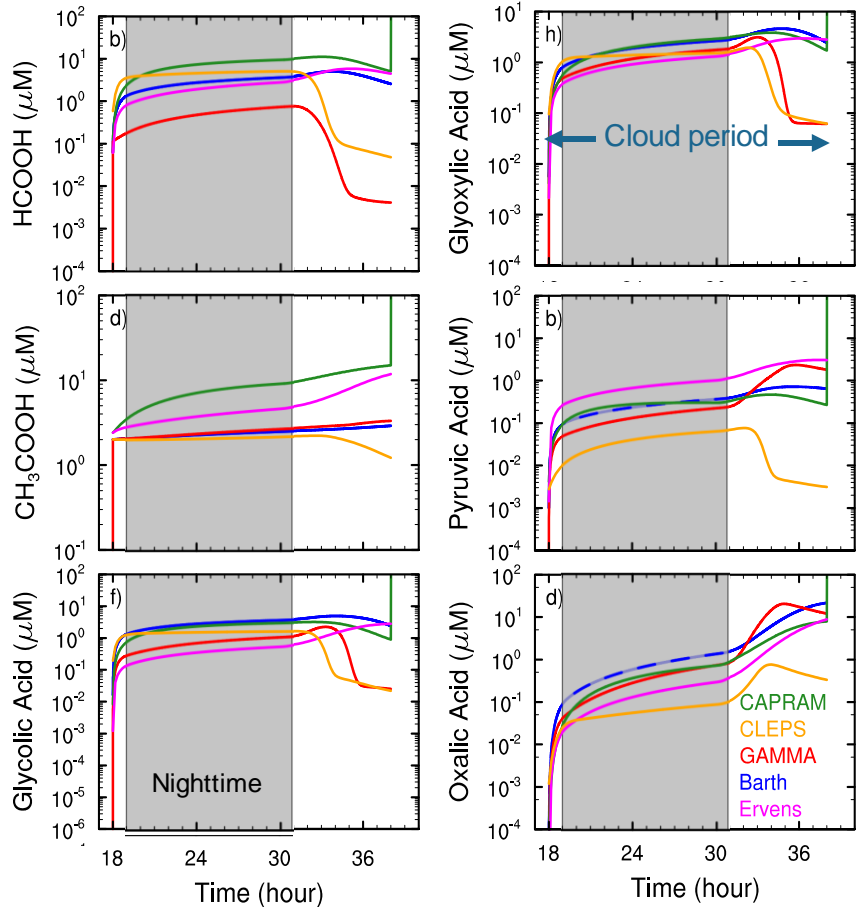 b)
HCOOH (μM)
10² 10¹ 10⁰ 10⁻¹ 10⁻² 10⁻³ 10⁻⁴
h)
Glyoxylic Acid (μM)
10² 10¹ 10⁰ 10⁻¹ 10⁻² 10⁻³ 10⁻⁴
Cloud period
d)
CH₃COOH (μM)
10² 10¹ 10⁰ 10⁻¹
b)
Pyruvic Acid (μM)
10² 10¹ 10⁰ 10⁻¹ 10⁻² 10⁻³ 10⁻⁴
f)
Glycolic Acid (μM)
10² 10¹ 10⁰ 10⁻¹ 10⁻² 10⁻³ 10⁻⁴ 10⁻⁵ 10⁻⁶
Nighttime
18 24 30 36
Time (hour)
d)
Oxalic Acid (μM)
10² 10¹ 10⁰ 10⁻¹ 10⁻² 10⁻³ 10⁻⁴
CAPRAM
CLEPS
GAMMA
Barth
Ervens
18 24 30 36
Time (hour)